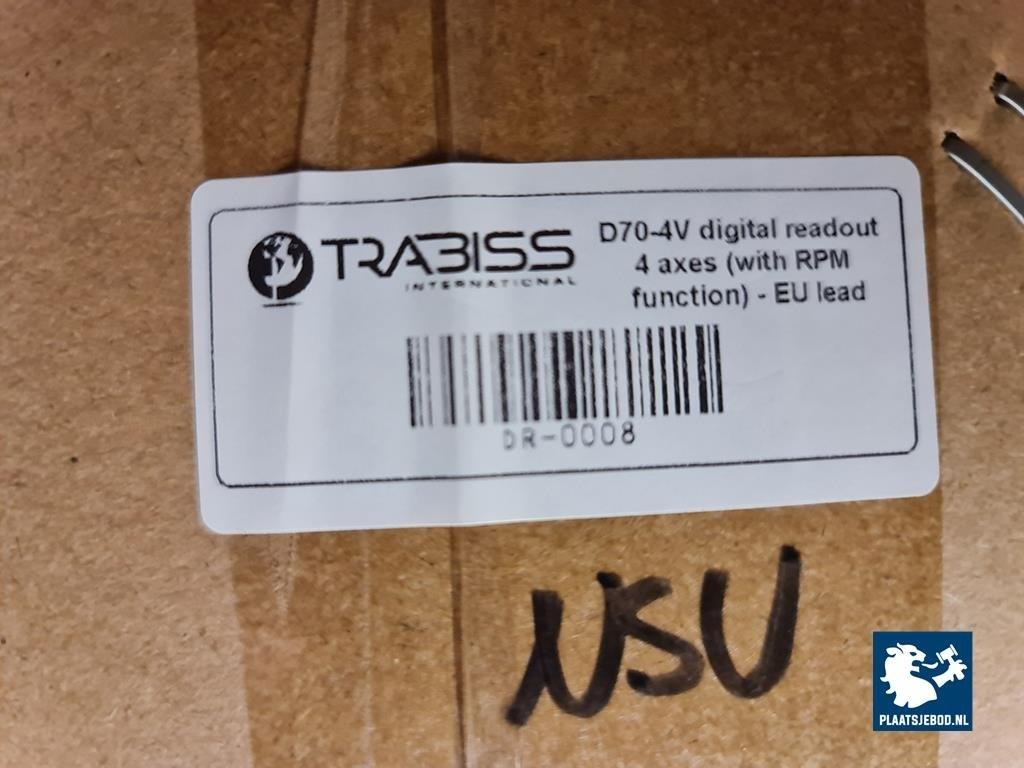 TRABISS
INTERNATIONAL
D70-4V digital readout
4 axes (with RPM
function) - EU lead
DR-0008
NSU
PLAATSJEBOD.NL